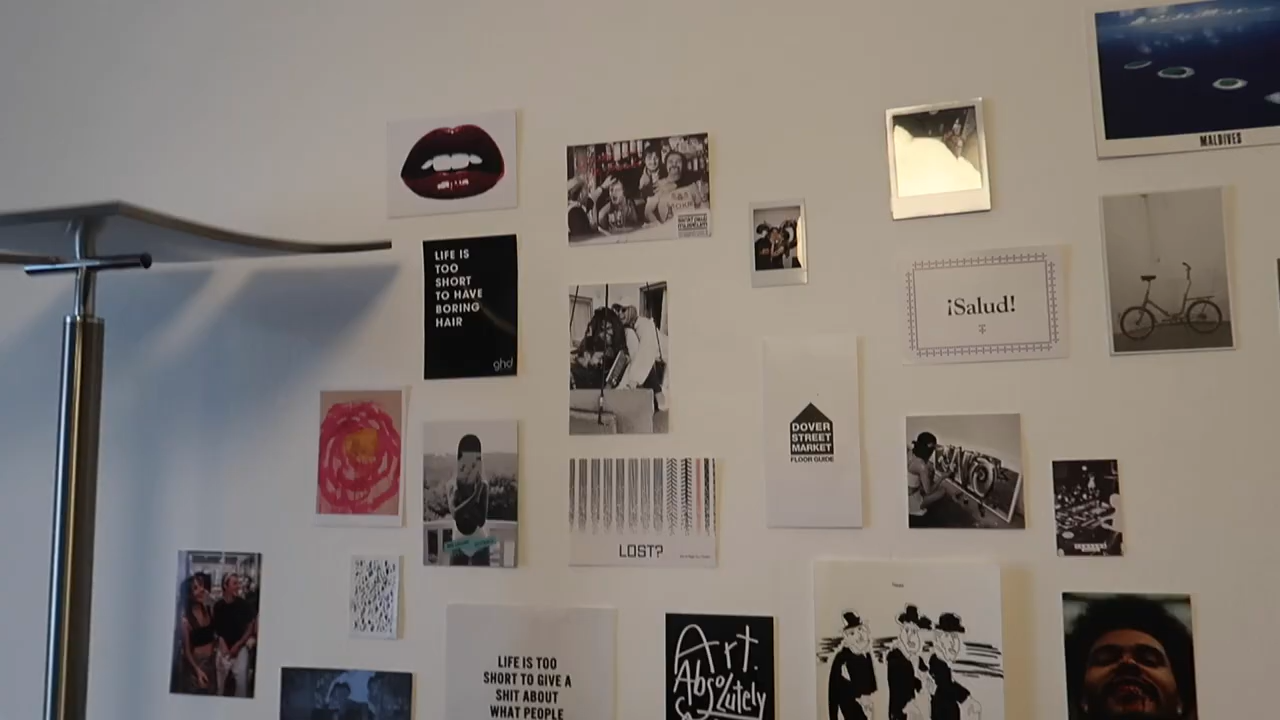 MALDIVES
LIFE IS
TOO
SHORT
TO HAVE
BORING
HAIR
ghd
¡Salud!
DOVER
STREET
MARKET
FLOOR GUIDE
LOST?
LIFE IS TOO
SHORT TO GIVE A
SHIT ABOUT
WHAT PEOPLE
Art.
Absolutely